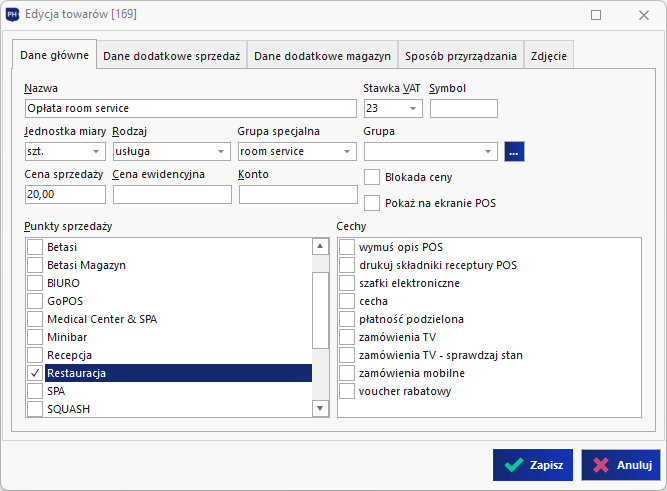 PH
Edycja towarów [169]
Dane główne Dane dodatkowe sprzedaż Dane dodatkowe magazyn Sposób przyrządzania Zdjęcie
Nazwa Stawka VAT Symbol
Opłata room service 23
Jednostka miary Rodzaj Grupa specjalna Grupa
szt. usługa room service ...
Cena sprzedaży Cena ewidencyjna Konto
20,00
Blokada ceny
Pokaż na ekranie POS
Punkty sprzedaży
Betasi
Betasi Magazyn
BIURO
GoPOS
Medical Center & SPA
Minibar
Recepcja
Restauracja
SPA
SQUASH
Cechy
wymuś opis POS
drukuj składniki receptury POS
szafki elektroniczne
cecha
płatność podzielona
zamówienia TV
zamówienia TV - sprawdzaj stan
zamówienia mobilne
voucher rabatowy
Zapisz Anuluj